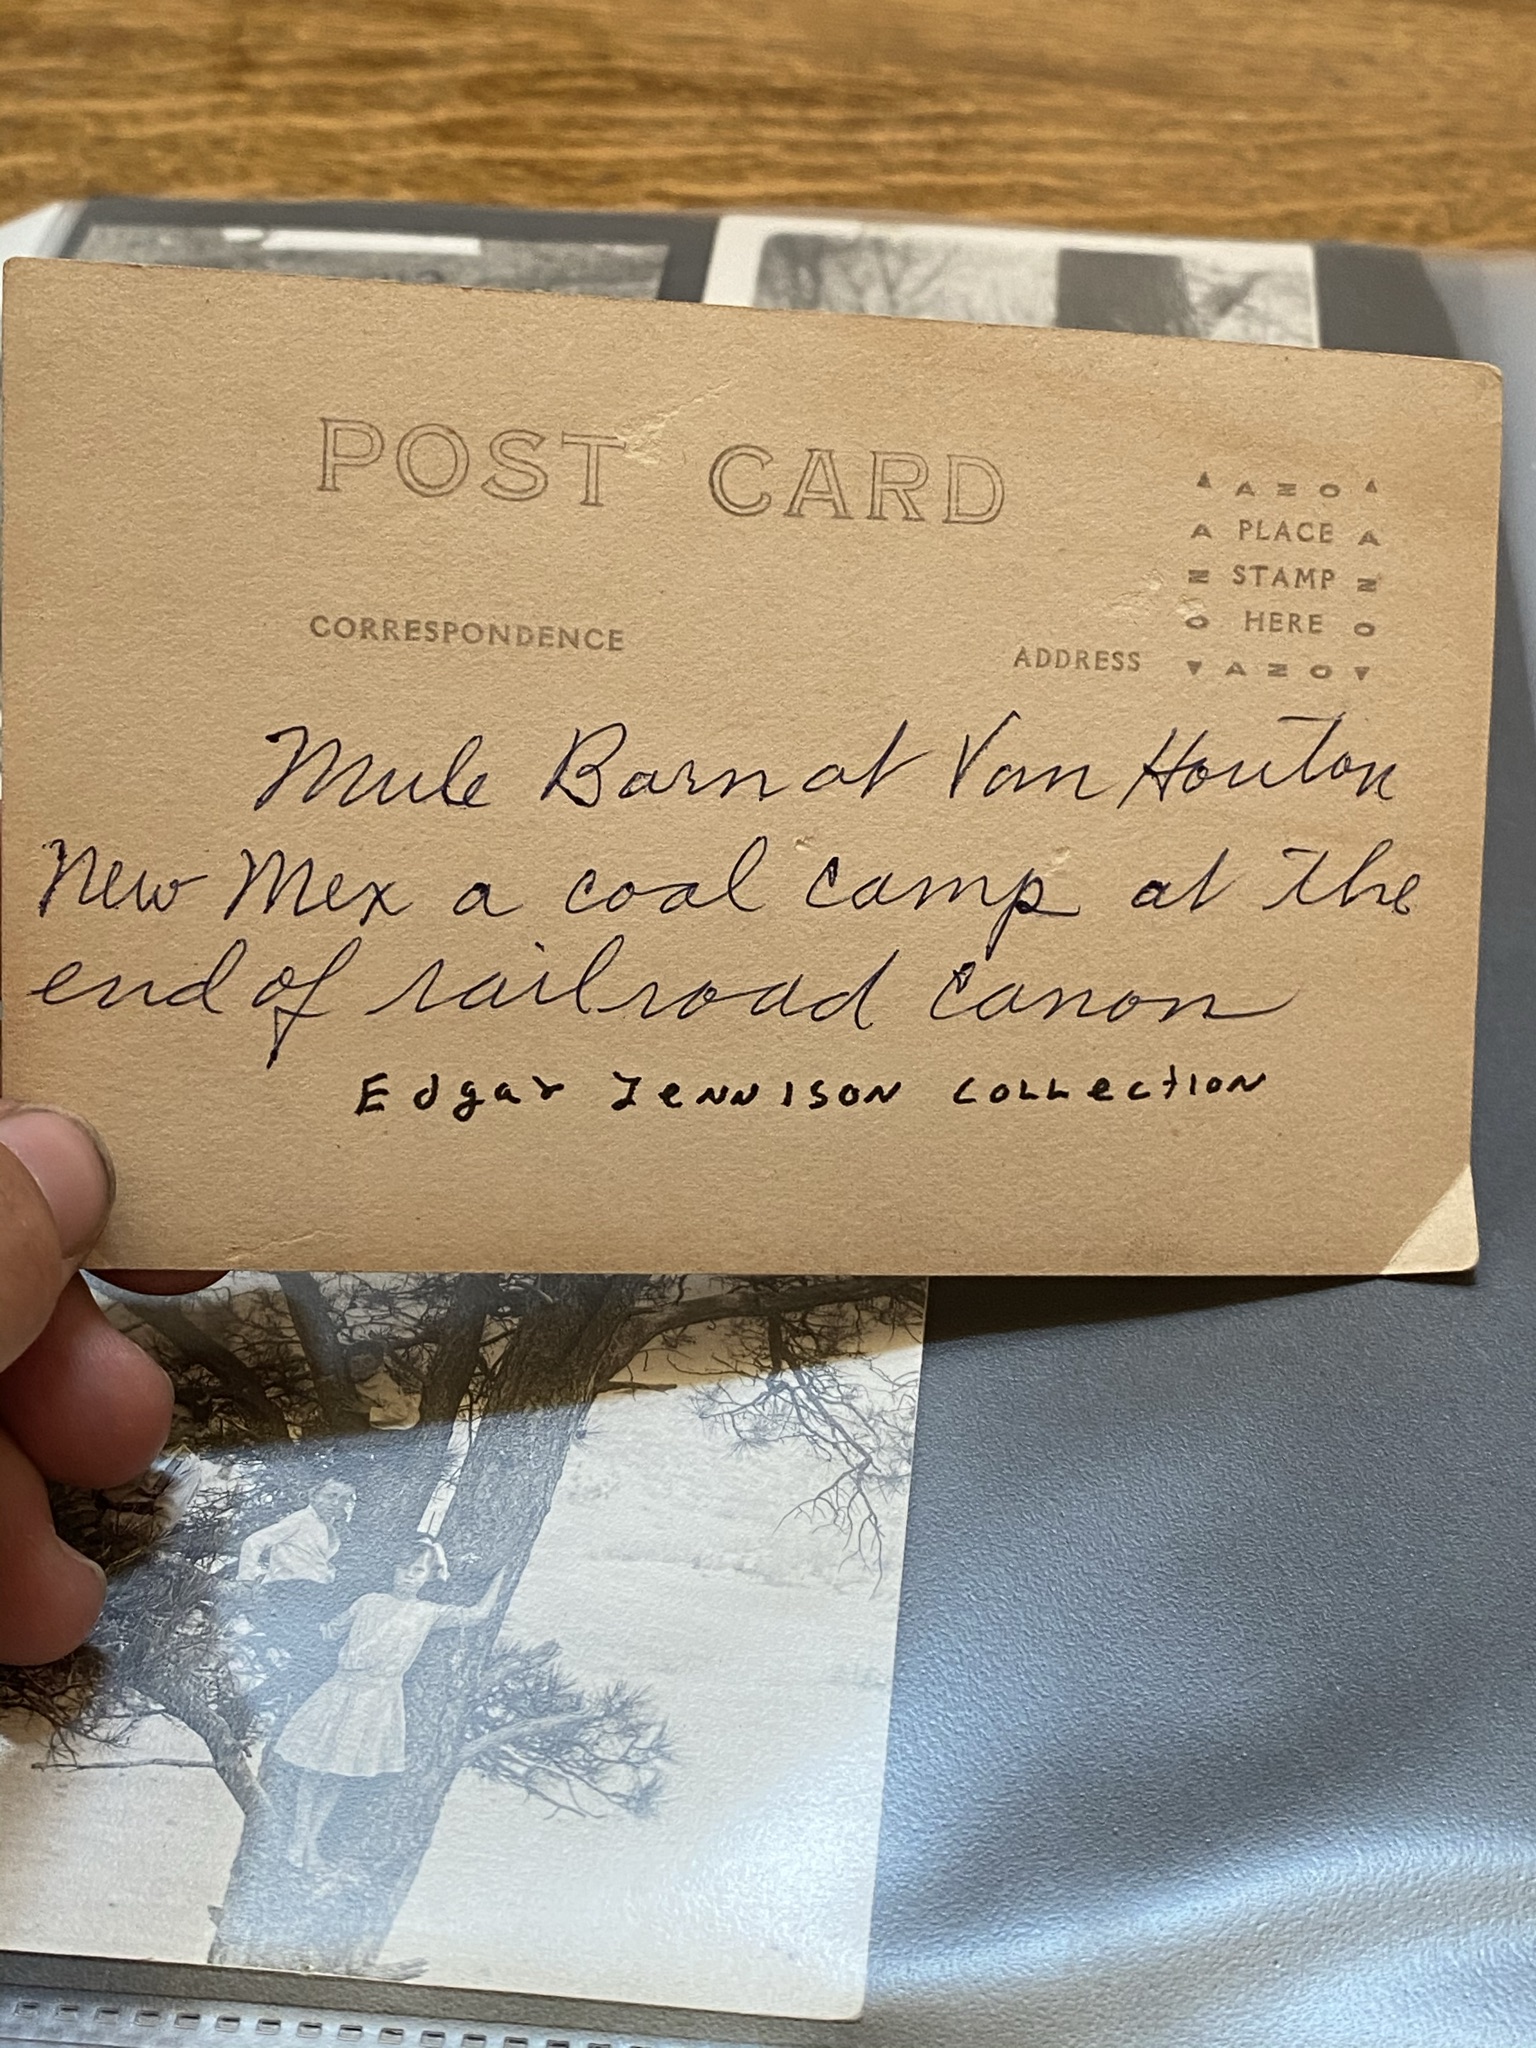 POST CARD
▲ AZO ▲
A PLACE A
N STAMP N
O HERE O
▼ AZO ▼
CORRESPONDENCE
ADDRESS
Mule Barn at Van Houton
New Mex a coal camp at the
end of railroad canon
Edgar Jennison Collection